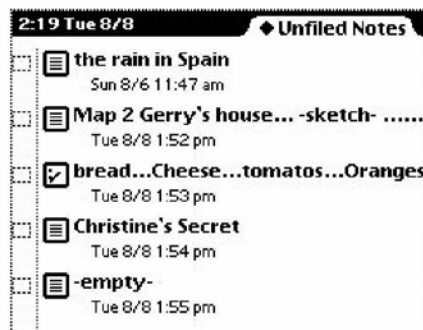 2:19 Tue 8/8
◆ Unfiled Notes
the rain in Spain
Sun 8/6 11:47 am
Map 2 Gerry's house... -sketch- ......
Tue 8/8 1:52 pm
bread...Cheese...tomatos...Oranges
Tue 8/8 1:53 pm
Christine's Secret
Tue 8/8 1:54 pm
-empty-
Tue 8/8 1:55 pm